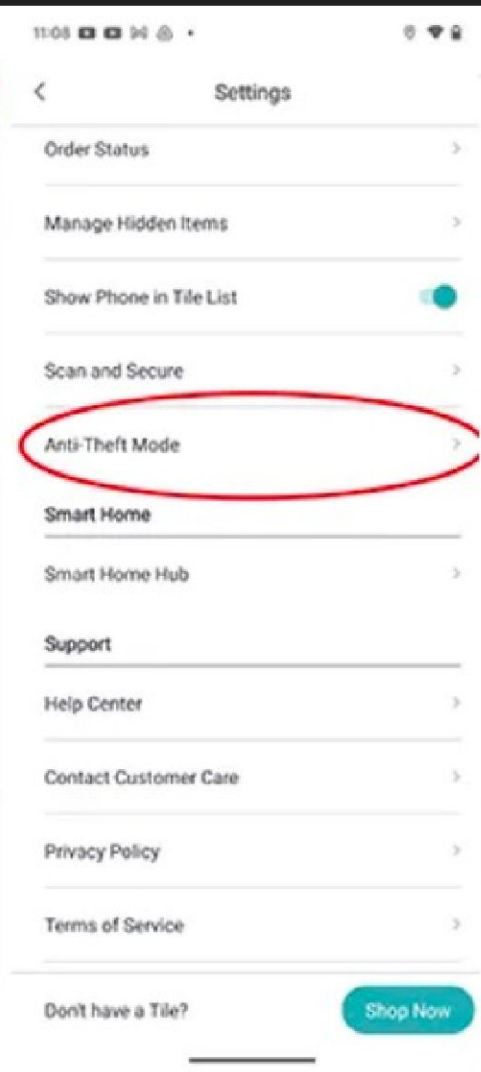 11:08
Settings
Order Status
Manage Hidden Items
Show Phone in Tile List
Scan and Secure
Anti-Theft Mode
Smart Home
Smart Home Hub
Support
Help Center
Contact Customer Care
Privacy Policy
Terms of Service
Don't have a Tile?
Shop Now